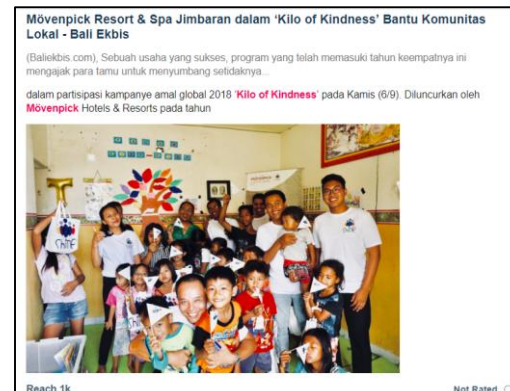 Mövenpick Resort & Spa Jimbaran dalam 'Kilo of Kindness' Bantu Komunitas
Lokal - Bali Ekbis
(Baliekbis.com), Sebuah usaha yang sukses, program yang telah memasuki tahun keempatnya ini
mengajak para tamu untuk menyumbang setidaknya...
dalam partisipasi kampanye amal global 2018 'Kilo of Kindness' pada Kamis (6/9). Diluncurkan oleh
Mövenpick Hotels & Resorts pada tahun
SHINE
Reach 1k
Not Rated